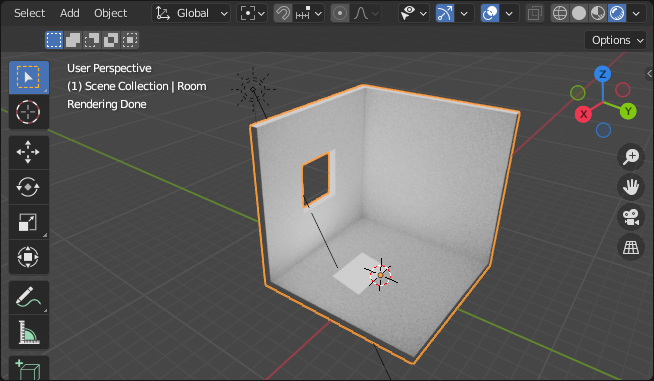 Select Add Object Global
Options
User Perspective
(1) Scene Collection | Room
Rendering Done
Z
X
Y